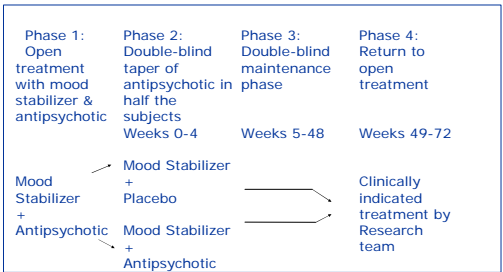 Phase 1:
Open
treatment
with mood
stabilizer &
antipsychotic
Phase 2:
Double-blind
taper of
antipsychotic in
half the
subjects
Weeks 0-4
Phase 3:
Double-blind
maintenance
phase
Weeks 5-48
Phase 4:
Return to
open
treatment
Weeks 49-72
Mood
Stabilizer
+
Antipsychotic
Mood Stabilizer
+
Placebo
Mood Stabilizer
+
Antipsychotic
Clinically
indicated
treatment by
Research
team